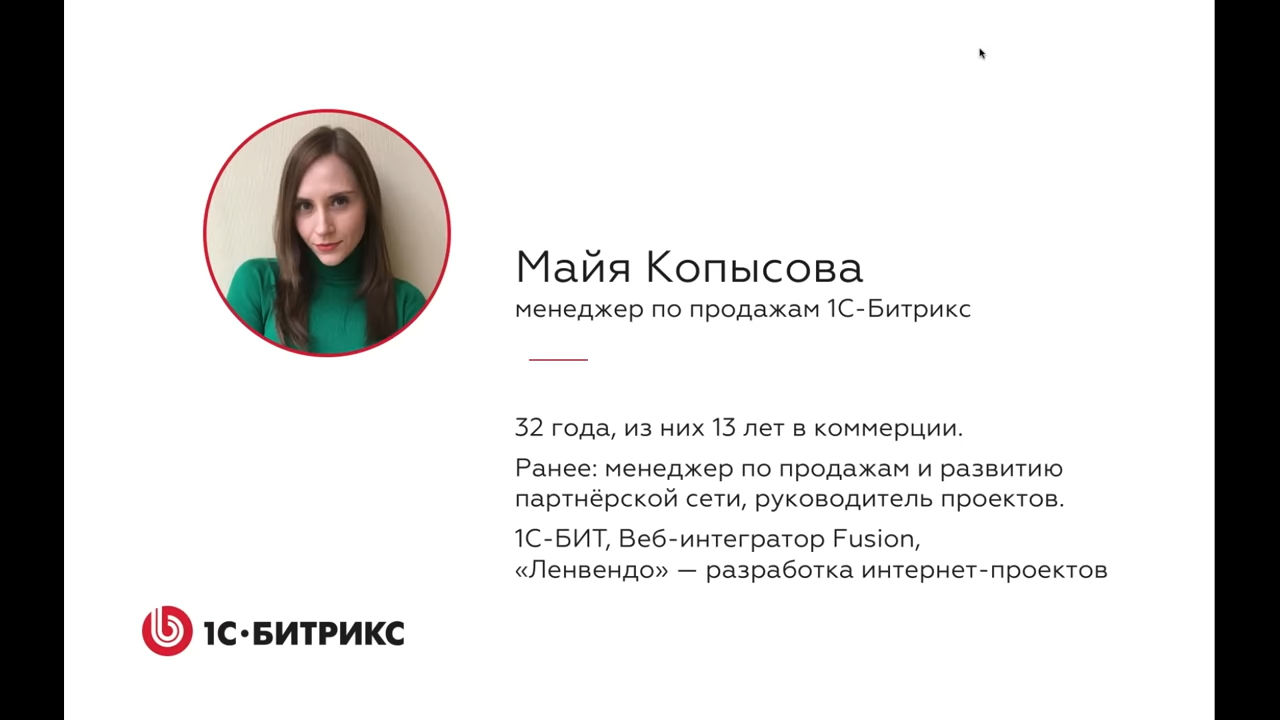 Майя Копысова
менеджер по продажам 1С-Битрикс
32 года, из них 13 лет в коммерции.
Ранее: менеджер по продажам и развитию
партнёрской сети, руководитель проектов.
1С-БИТ, Веб-интегратор Fusion,
«Ленвендо» — разработка интернет-проектов
1С·БИТРИКС